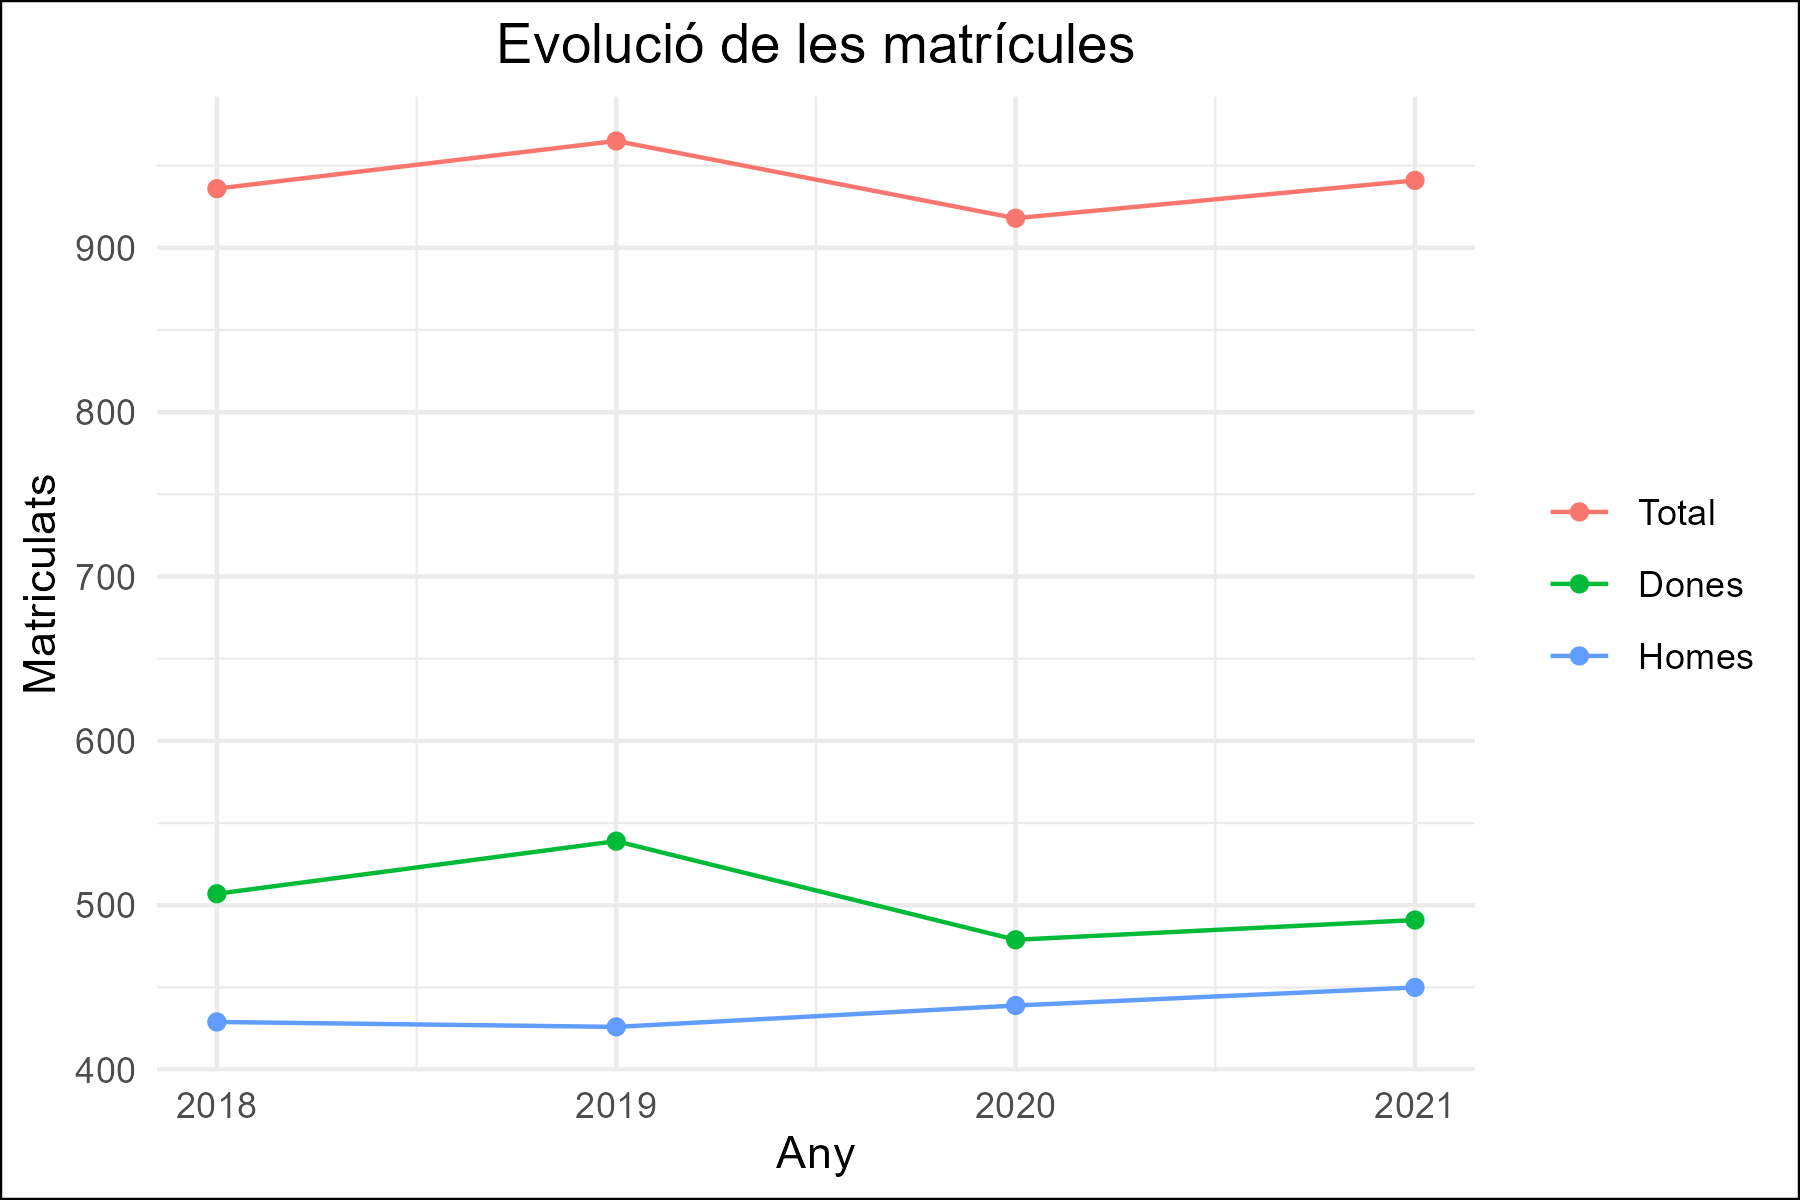 Evolució de les matrícules
Matriculats
900
800
700
600
500
400
2018
2019
2020
2021
Any
Total
Dones
Homes